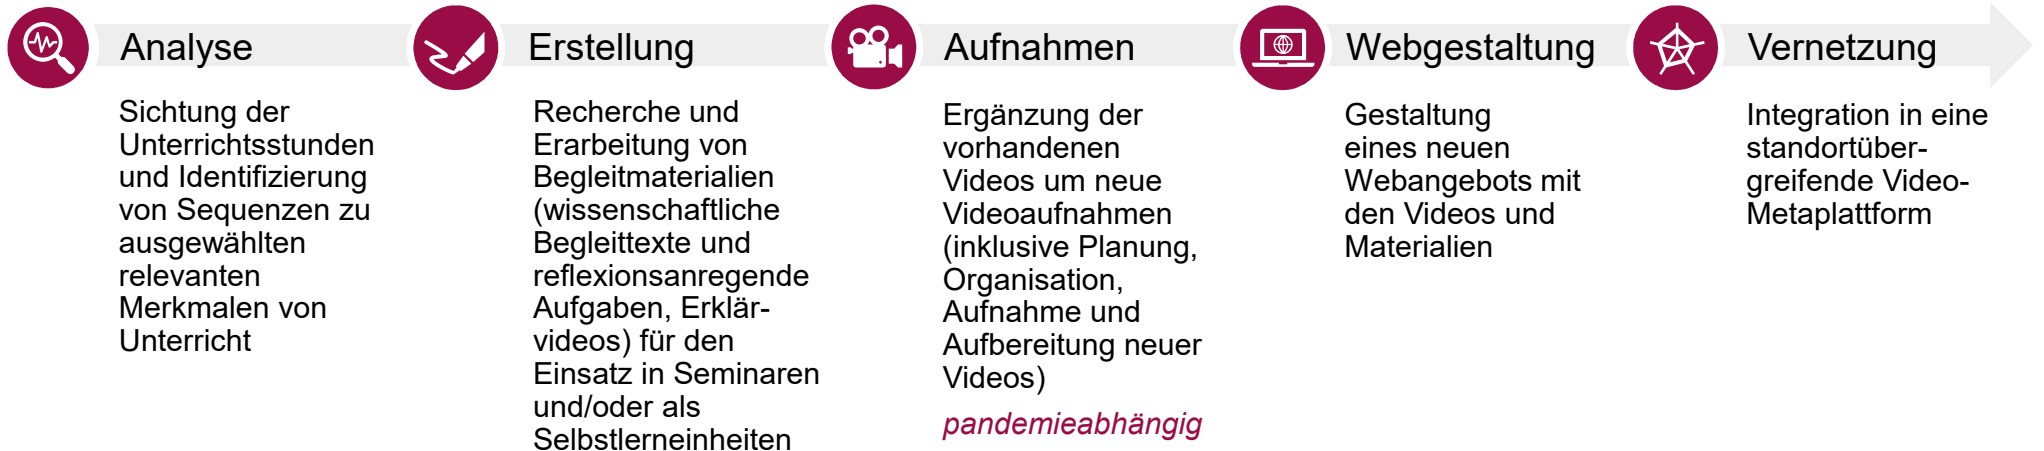 Analyse
Sichtung der
Unterrichtsstunden
und Identifizierung
von Sequenzen zu
ausgewählten
relevanten
Merkmalen von
Unterricht
Erstellung
Recherche und
Erarbeitung von
Begleitmaterialien
(wissenschaftliche
Begleittexte und
reflexionsanregende
Aufgaben, Erklär-
videos) für den
Einsatz in Seminaren
und/oder als
Selbstlerneinheiten
Aufnahmen
Ergänzung der
vorhandenen
Videos um neue
Videoaufnahmen
(inklusive Planung,
Organisation,
Aufnahme und
Aufbereitung neuer
Videos)
pandemieabhängig
Webgestaltung
Gestaltung
eines neuen
Webangebots mit
den Videos und
Materialien
Vernetzung
Integration in eine
standortüber-
greifende Video-
Metaplattform